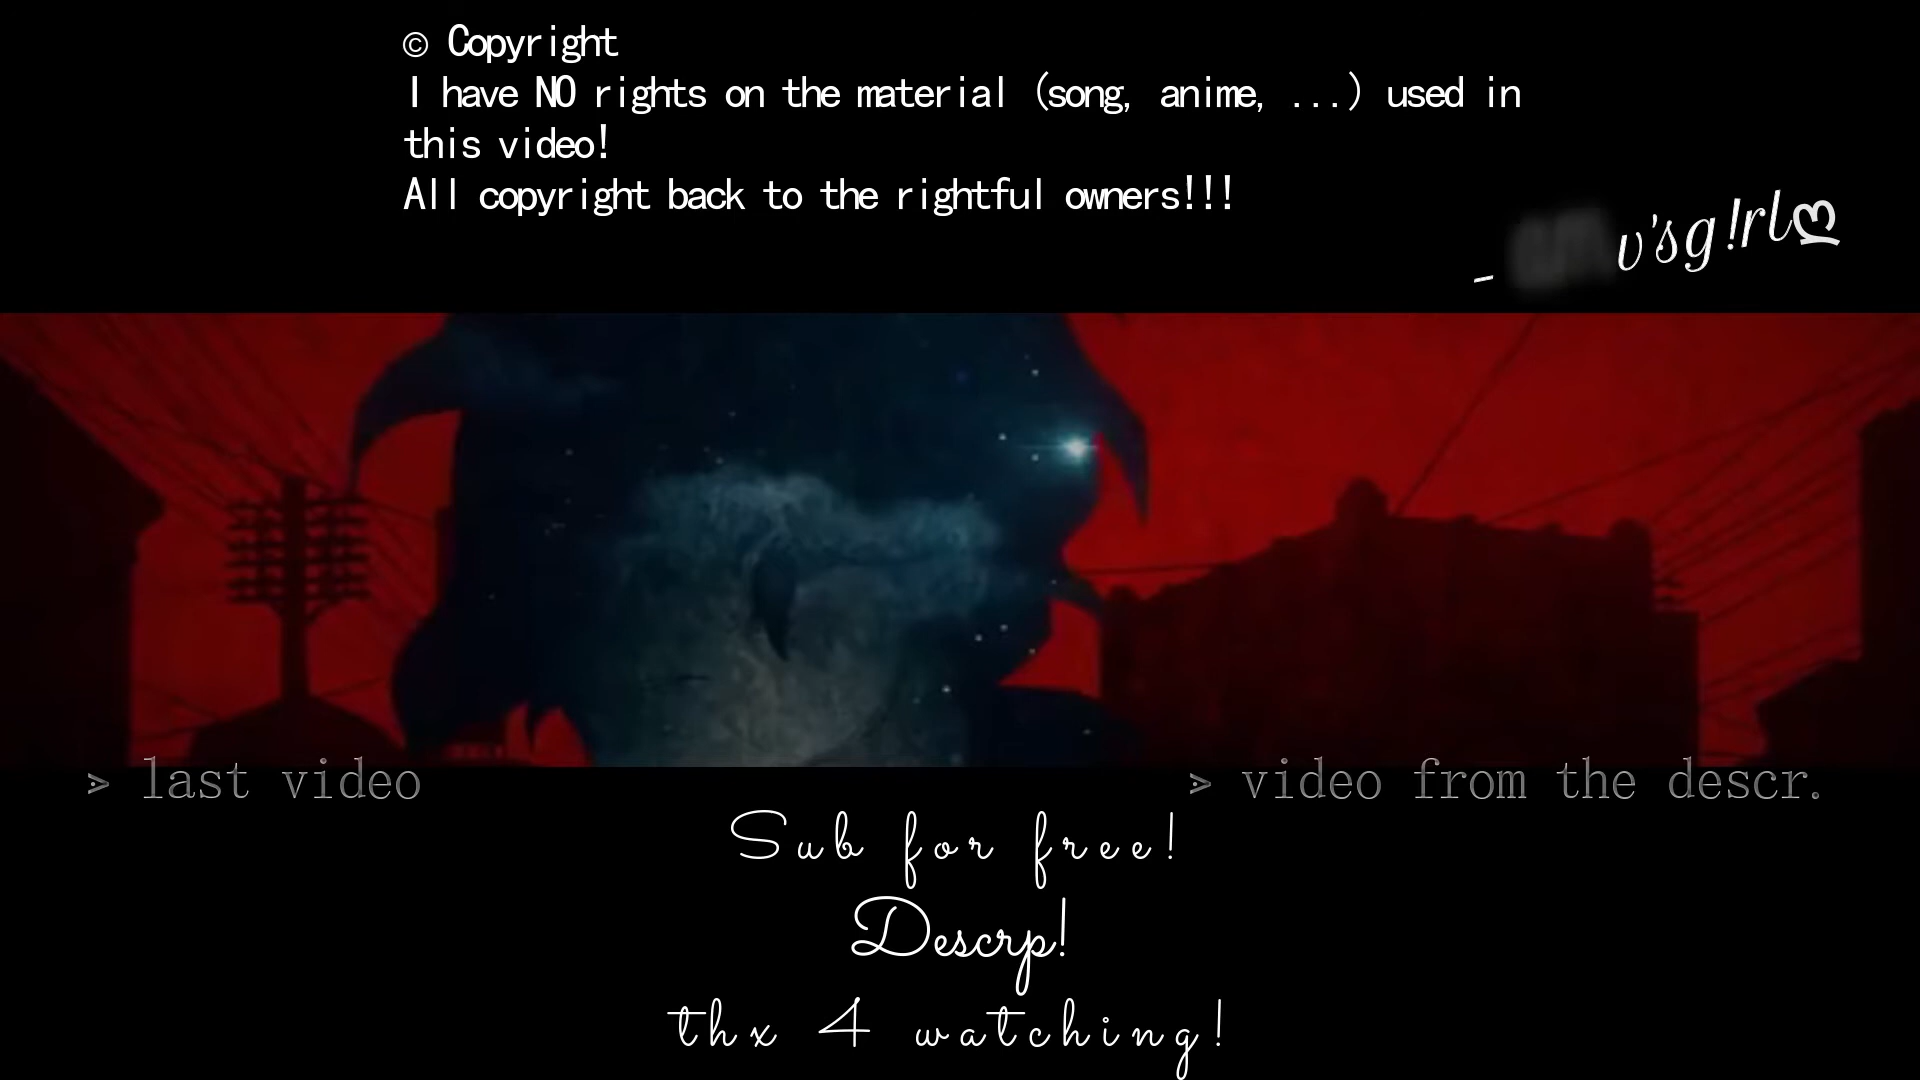 © Copyright
I have NO rights on the material (song, anime, ...) used in
this video!
All copyright back to the rightful owners!!!
- v'sg!rlღ
> last video
> video from the descr.
Sub for free!
Descrp!
thx 4 watching!